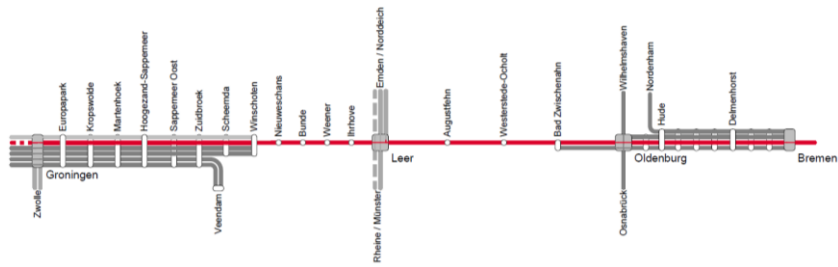 Europapark
Kropswolde
Martenhoek
Hoogezand-Sappemeer
Sappemeer Oost
Zuidbroek
Scheemda
Winschoten
Nieuweschans
Bunde
Weener
Ihrhove
Emden / Norddeich
Augustfehn
Westerstede-Ocholt
Bad Zwischenahn
Wilhelmshaven
Nordenham
Hude
Delmenhorst
Groningen
Leer
Oldenburg
Bremen
Zwolle
Veendam
Rheine / Münster
Osnabrück